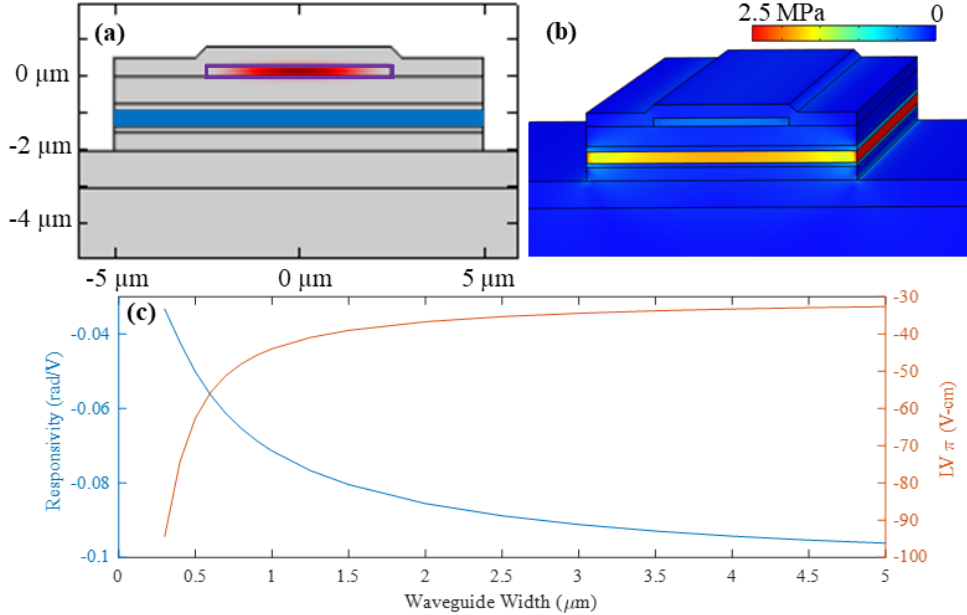 (a)
0 μm
-2 μm
-4 μm
-5 μm
0 μm
5 μm
(b)
2.5 MPa
0
(c)
Responsivity (rad/V)
-0.04
-0.06
-0.08
-0.1
0
0.5
1
1.5
2
2.5
3
3.5
4
4.5
5
Waveguide Width (μm)
-30
-40
-50
-60
-70
-80
-90
-100
LV π (V-cm)